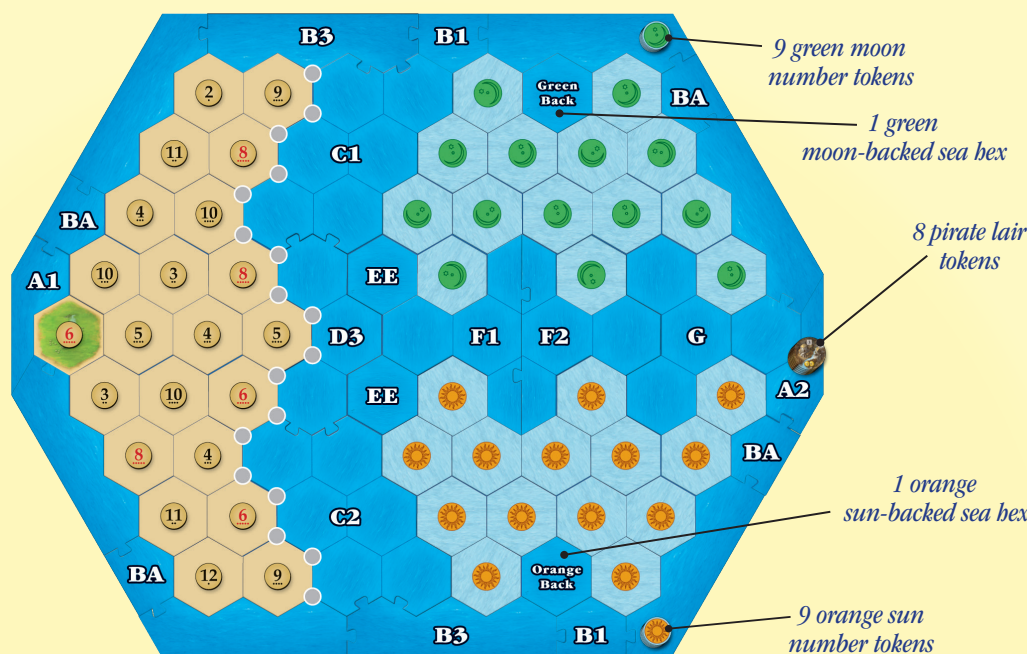 B3
B1
9 green moon
number tokens
2
9
Green
Back
BA
1 green
moon-backed sea hex
11
8
C1
BA
4
10
8 pirate lair
tokens
A1
10
3
8
EE
6
5
4
5
D3
F1
F2
G
3
10
6
EE
A2
8
4
BA
1 orange
sun-backed sea hex
11
6
C2
BA
12
9
Orange
Back
9 orange sun
number tokens
B3
B1